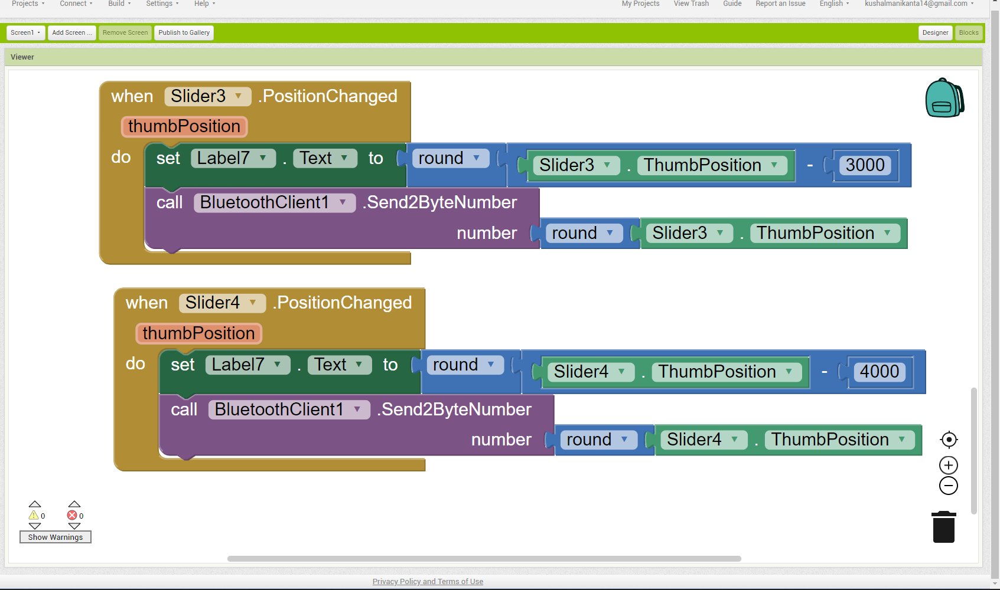 Projects Connect Build Settings Help My Projects View Trash Guide Report an Issue English kushalmanikanta14@gmail.com
Screen1 Add Screen ... Remove Screen Publish to Gallery Designer Blocks
Viewer
when Slider3 .PositionChanged
thumbPosition
do set Label7 . Text to round Slider3 . ThumbPosition - 3000
call BluetoothClient1 .Send2ByteNumber
number round Slider3 . ThumbPosition
when Slider4 .PositionChanged
thumbPosition
do set Label7 . Text to round Slider4 . ThumbPosition - 4000
call BluetoothClient1 .Send2ByteNumber
number round Slider4 . ThumbPosition
0 0
Show Warnings
Privacy Policy and Terms of Use